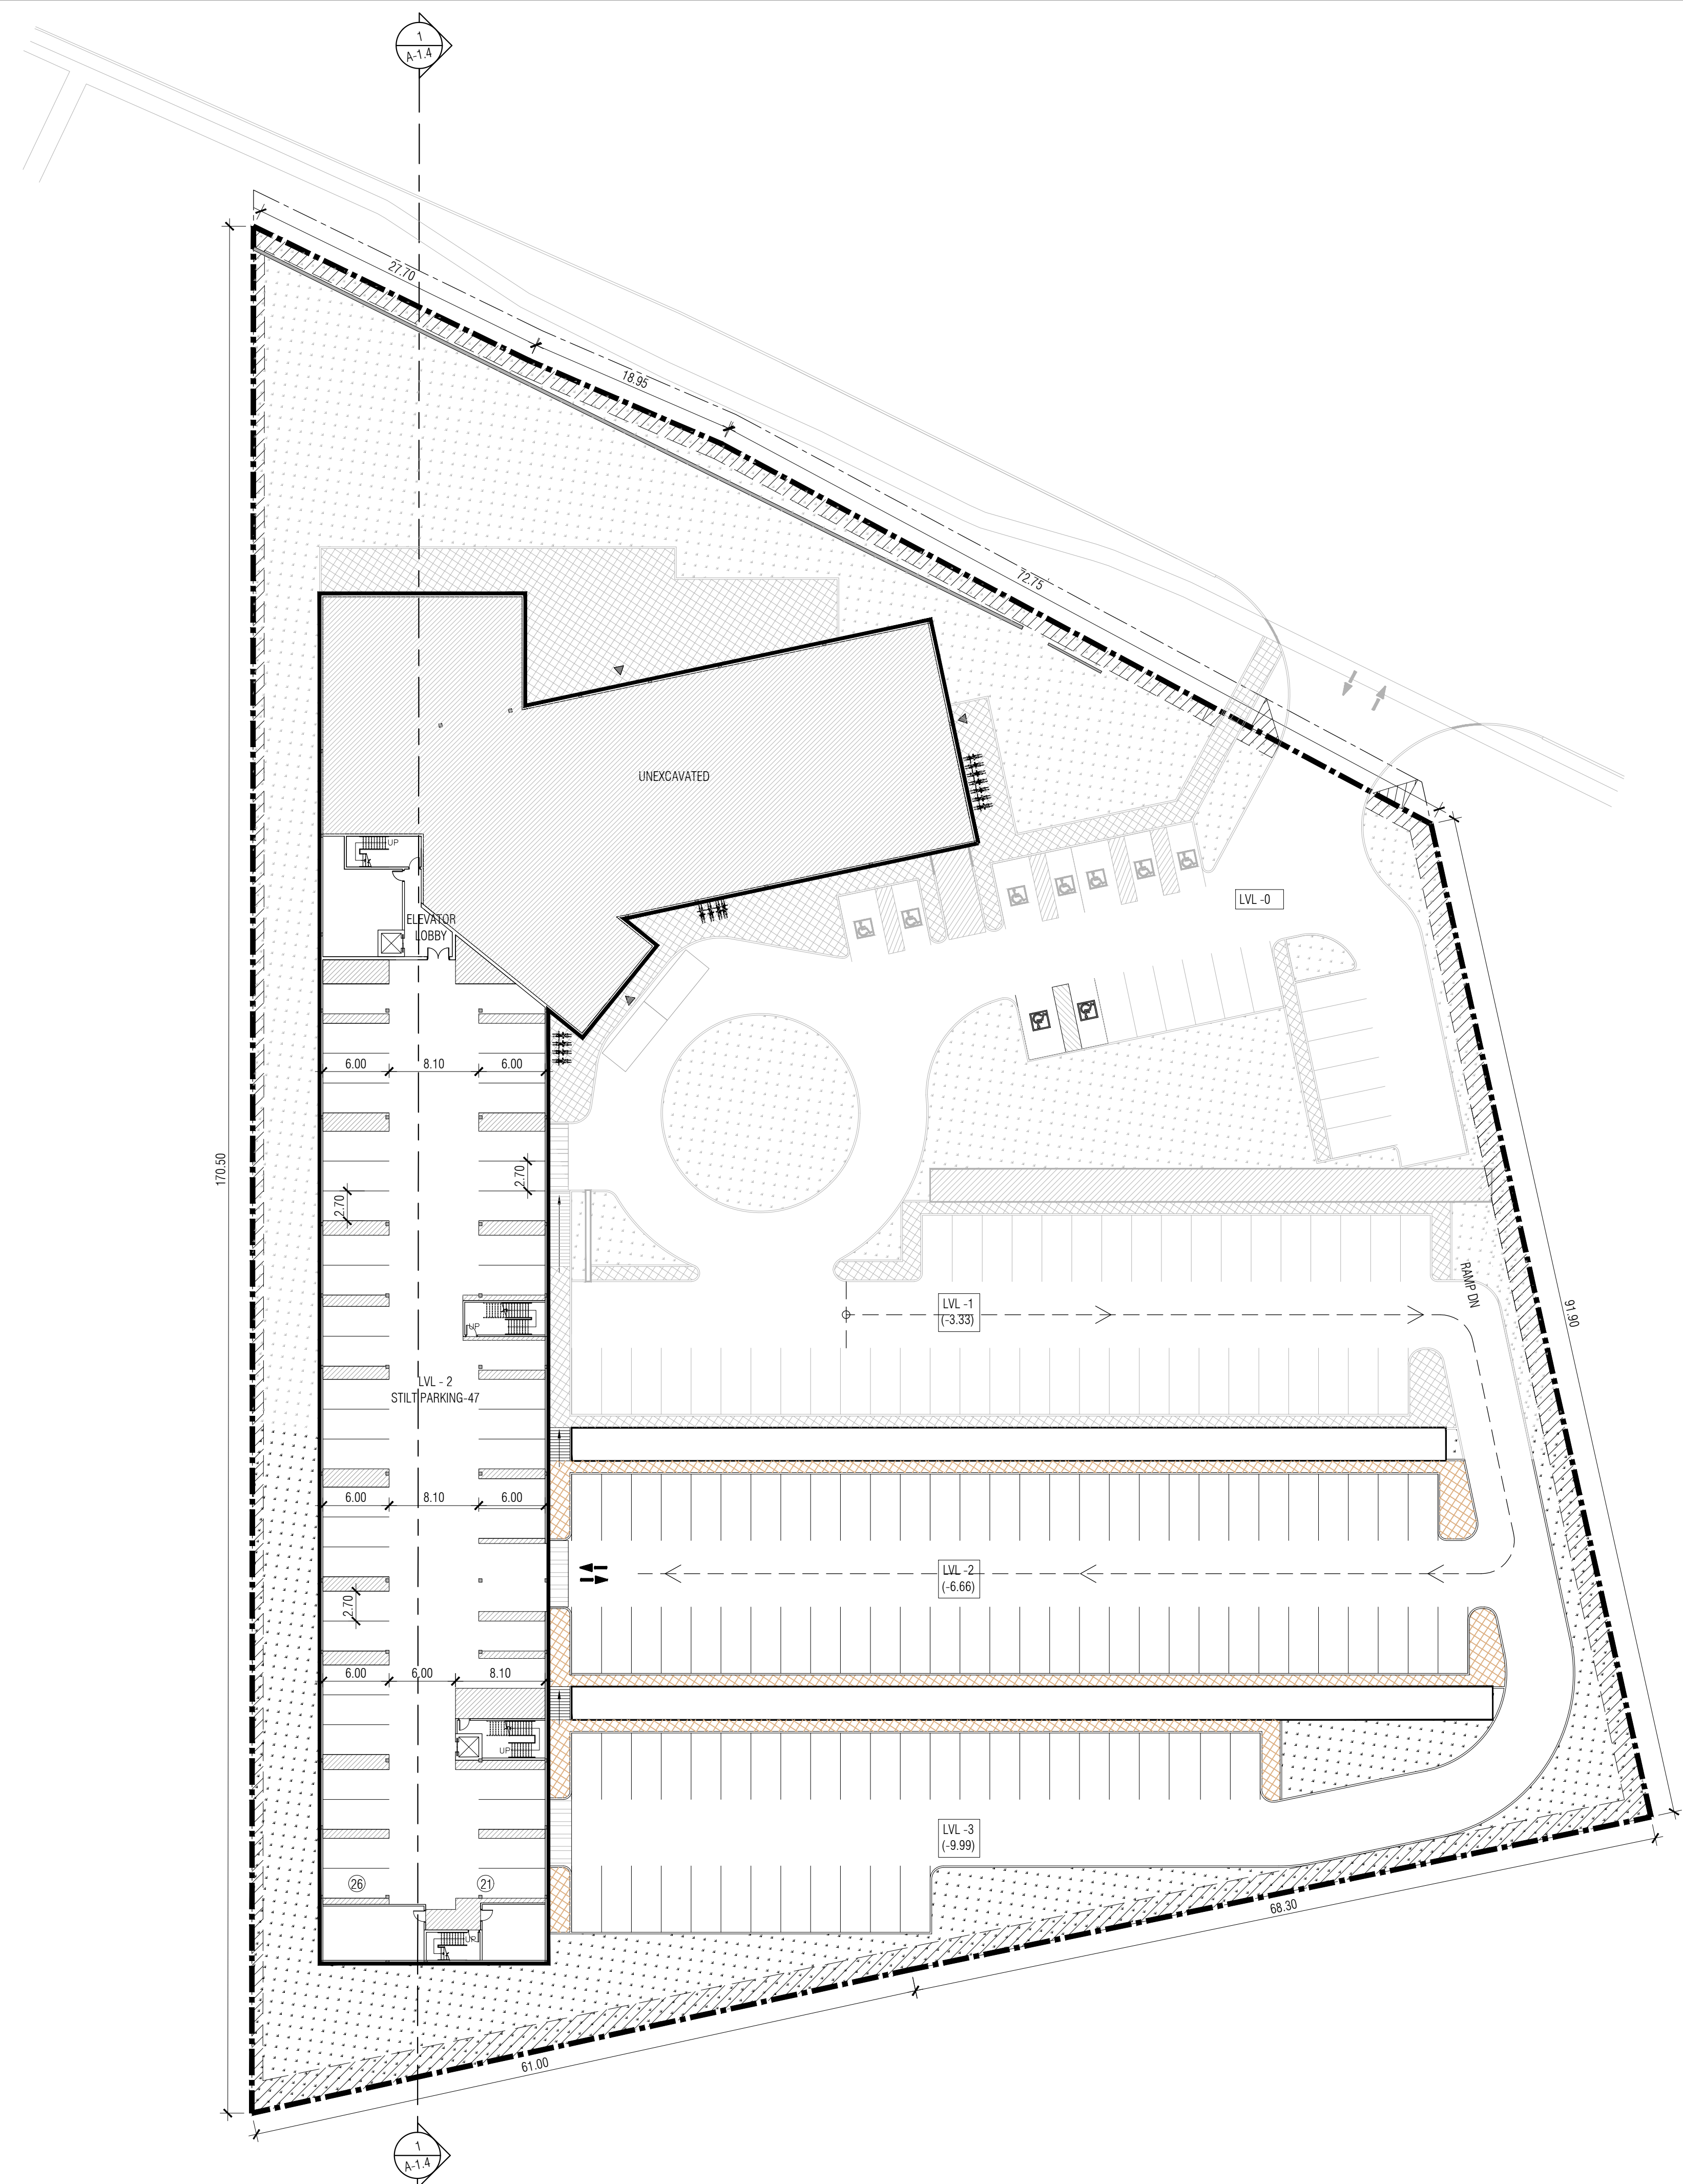 1
A-1.4
27.70
18.95
72.75
UNEXCAVATED
UP
LVL -0
ELEVATOR
LOBBY
6.00
8.10
6.00
170.50
2.70
2.70
RAMP DN
LVL -1
(-3.33)
91.90
UP
LVL - 2
STILT PARKING-47
6.00
8.10
6.00
LVL -2
(-6.66)
2.70
6.00
6.00
8.10
UP
LVL -3
(-9.99)
26
21
68.30
UP
61.00
1
A-1.4